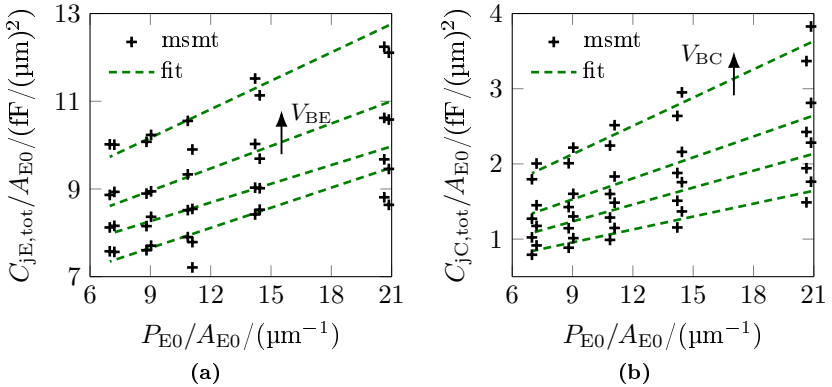 13
11
9
7
6
9
12
15
18
21
msmt
fit
V_BE
C_jE,tot/A_E0/(fF/(µm)^2)
P_E0/A_E0/(µm^−1)
(a)
4
3
2
1
6
9
12
15
18
21
msmt
fit
V_BC
C_jC,tot/A_E0/(fF/(µm)^2)
P_E0/A_E0/(µm^−1)
(b)